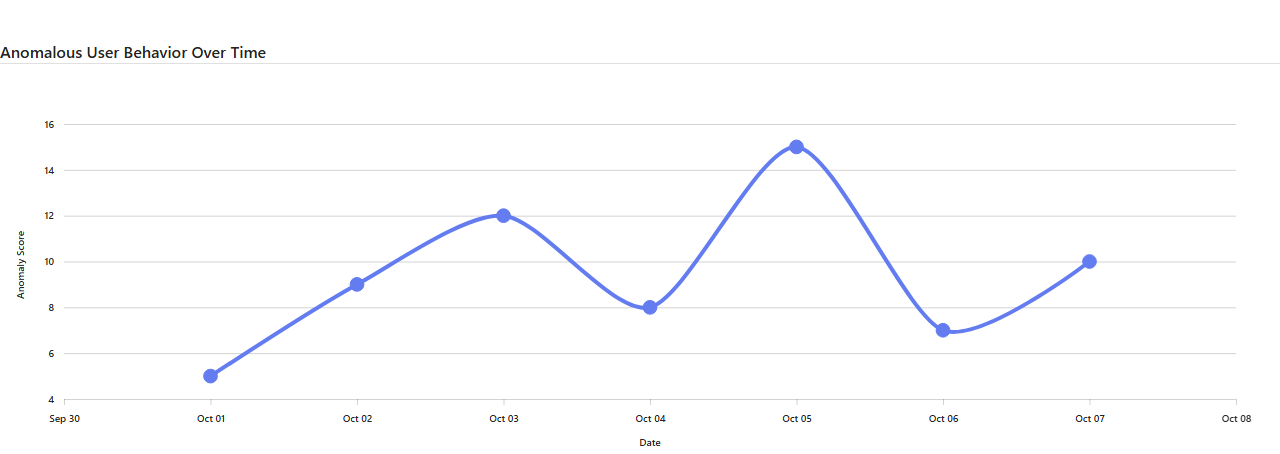 Anomalous User Behavior Over Time
16
14
12
10
8
6
4
Anomaly Score
Sep 30 Oct 01 Oct 02 Oct 03 Oct 04 Oct 05 Oct 06 Oct 07 Oct 08
Date